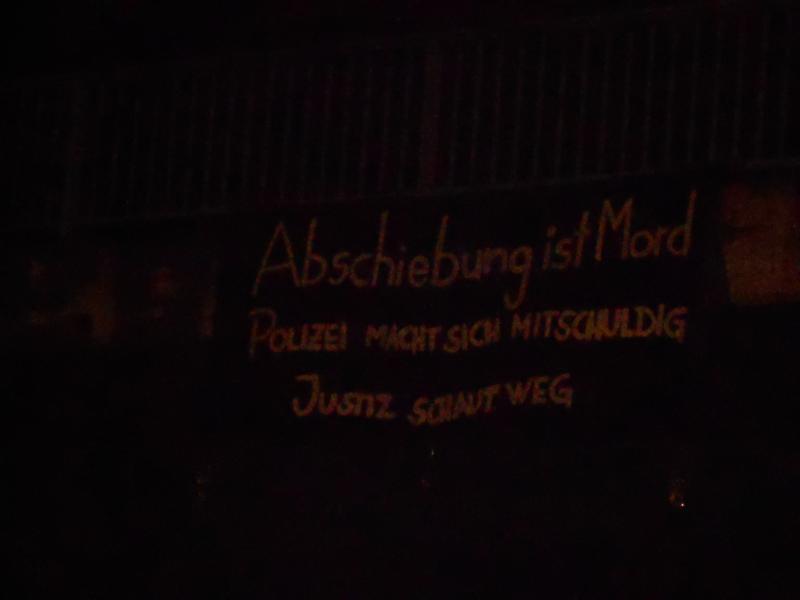 Abschiebung ist Mord
POLIZEI MACHT SICH MITSCHULDIG
JUSTIZ SCHAUT WEG